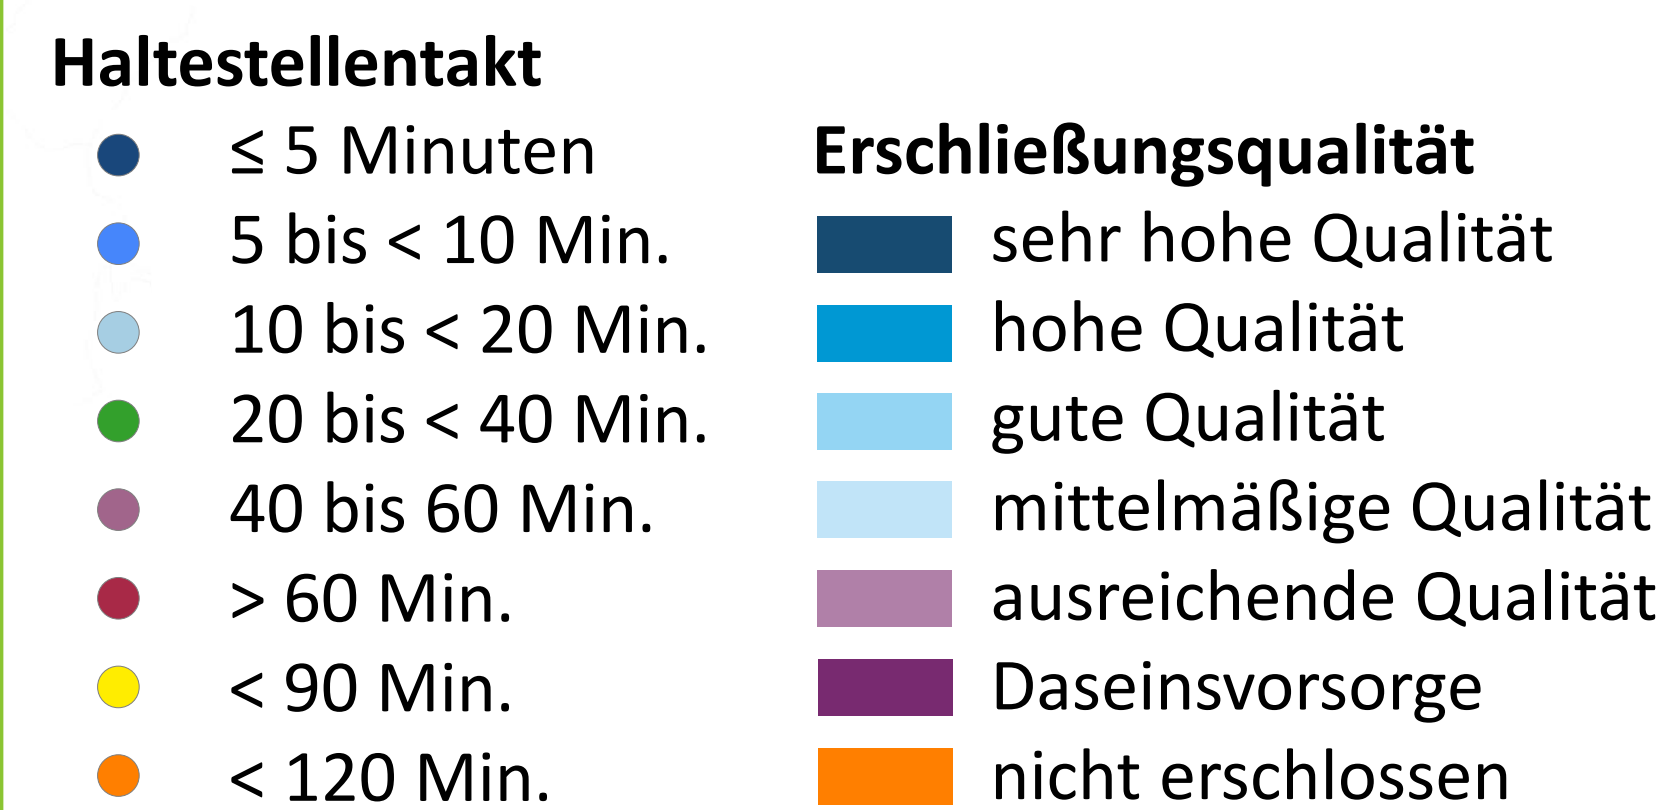 Haltestellentakt
≤ 5 Minuten
5 bis < 10 Min.
10 bis < 20 Min.
20 bis < 40 Min.
40 bis 60 Min.
> 60 Min.
< 90 Min.
< 120 Min.
Erschließungsqualität
sehr hohe Qualität
hohe Qualität
gute Qualität
mittelmäßige Qualität
ausreichende Qualität
Daseinsvorsorge
nicht erschlossen